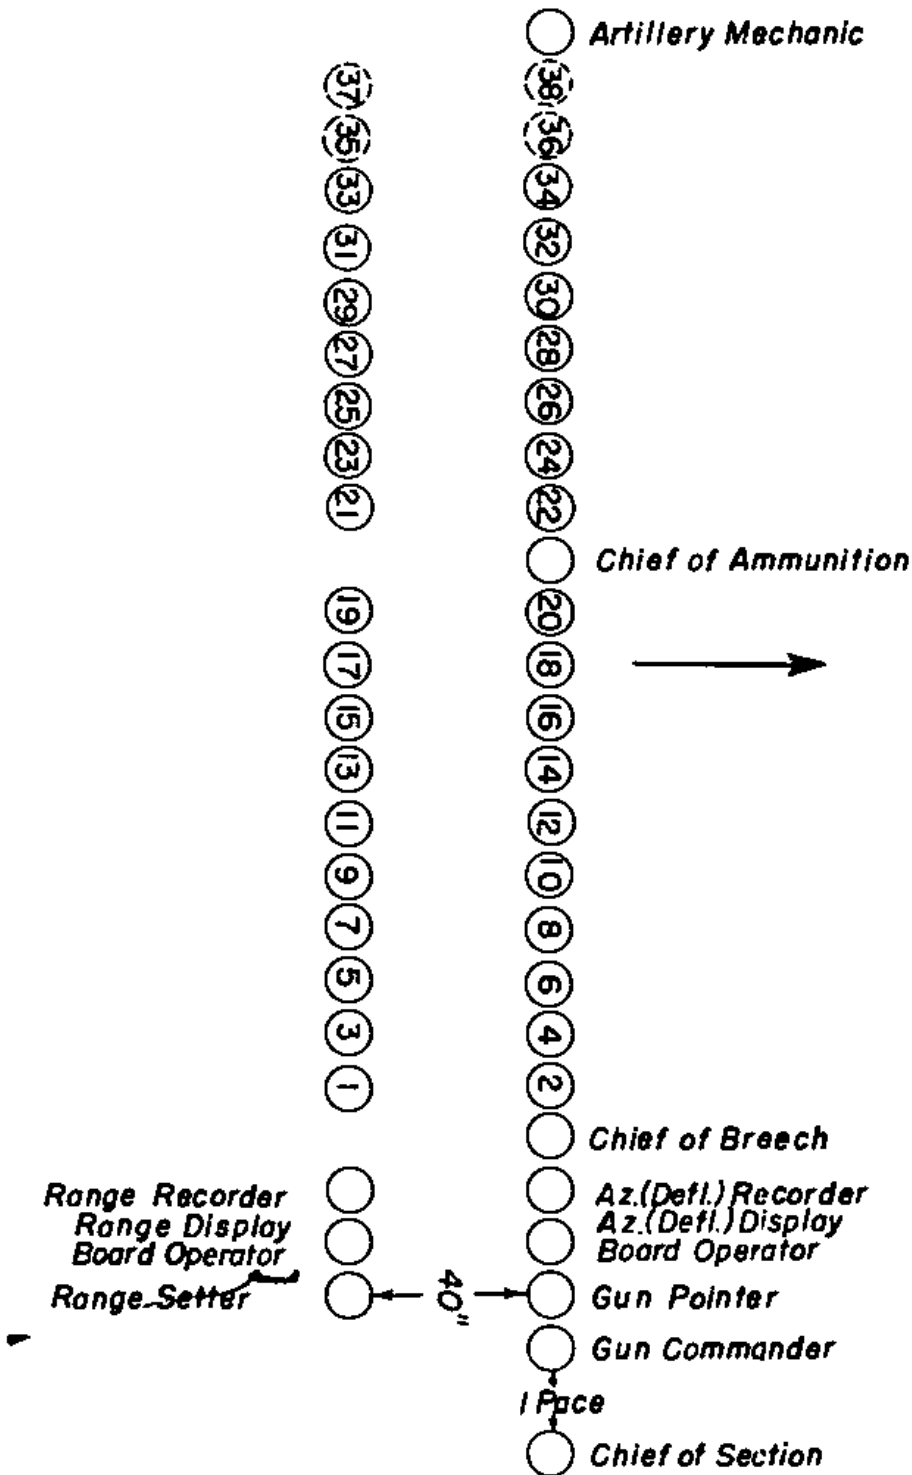 Artillery Mechanic
37 38
35 36
33 34
31 32
29 30
27 28
25 26
23 24
21 22
Chief of Ammunition
19 20
17 18
15 16
13 14
11 12
9 10
7 8
5 6
3 4
1 2
Chief of Breech
Range Recorder
Az.(Defl.) Recorder
Range Display
Board Operator
Az.(Defl.) Display
Board Operator
Range Setter
40"
Gun Pointer
Gun Commander
1 Pace
Chief of Section